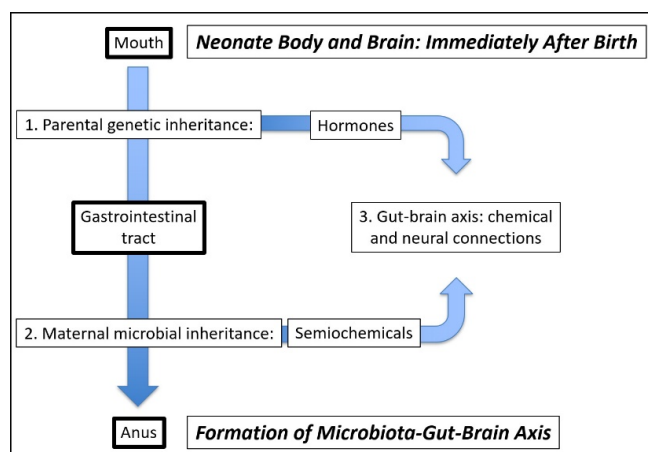 Mouth
Neonate Body and Brain: Immediately After Birth
1. Parental genetic inheritance:
Hormones
Gastrointestinal
tract
3. Gut-brain axis: chemical
and neural connections
2. Maternal microbial inheritance:
Semiochemicals
Anus
Formation of Microbiota-Gut-Brain Axis